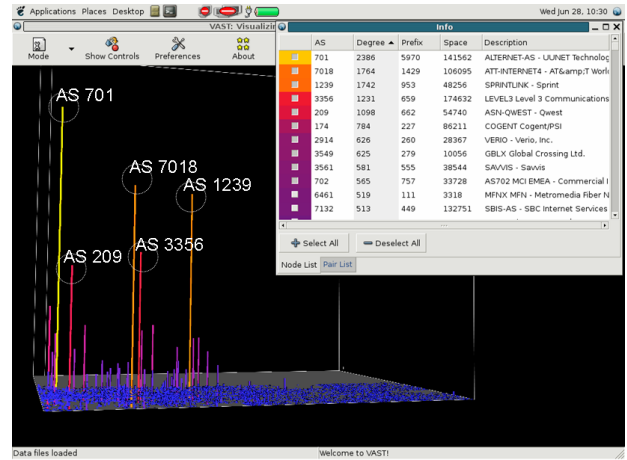 Applications Places Desktop
Wed Jun 28, 10:30
VAST: Visualizin
Info
Mode
Show Controls
Preferences
About
AS Degree Prefix Space Description
701 2386 5970 141562 ALTERNET-AS - UUNET Technolog
7018 1764 1429 106095 ATT-INTERNET4 - AT&amp;T Worl
1239 1742 953 48256 SPRINTLINK - Sprint
3356 1231 659 174632 LEVEL3 Level 3 Communications
209 1098 662 54740 ASN-QWEST - Qwest
174 784 227 86211 COGENT Cogent/PSI
2914 626 260 28367 VERIO - Verio, Inc.
3549 625 279 10056 GBLX Global Crossing Ltd.
3561 581 555 38544 SAVVIS - Savvis
702 565 757 33728 AS702 MCI EMEA - Commercial I
6461 519 111 3318 MFNX MFN - Metromedia Fiber N
7132 513 449 132751 SBIS-AS - SBC Internet Services
Select All
Deselect All
Node List
Pair List
AS 701
AS 7018
AS 1239
AS 209
AS 3356
Data files loaded
Welcome to VAST!